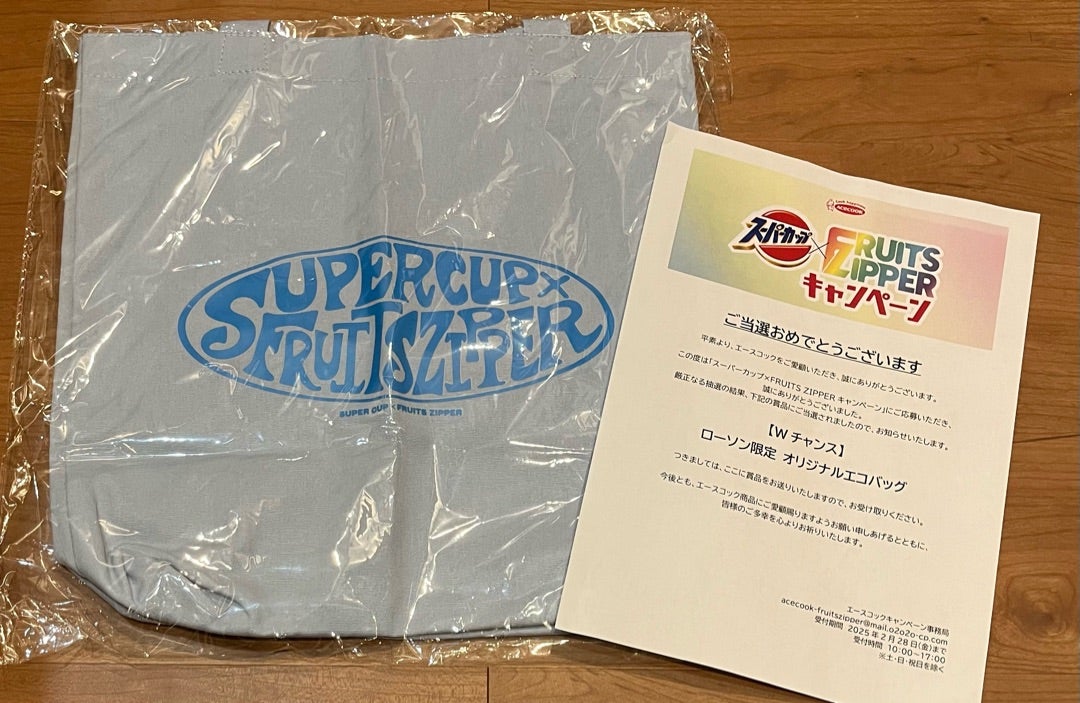 SUPERCUP×
FRUITSZIPPER
SUPER CUP × FRUITS ZIPPER
Cook happiness
ACECOOK
スーパーカップ×FRUITS
ZIPPER
キャンペーン
ご当選おめでとうございます
平素より、エースコックをご愛顧いただき、誠にありがとうございます。
この度は「スーパーカップ×FRUITS ZIPPER キャンペーン」にご応募いただき、
誠にありがとうございました。
厳正なる抽選の結果、下記の賞品にご当選されましたので、お知らせいたします。
【W チャンス】
ローソン限定 オリジナルエコバッグ
つきましては、ここに賞品をお送りいたしますので、お受け取りください。
今後とも、エースコック商品にご愛顧賜りますようお願い申しあげるとともに、
皆様のご多幸を心よりお祈りいたします。
エースコックキャンペーン事務局
acecook-fruitszipper@mail.o2o2o-cp.com
受付期間 2025年2月28日(金)まで
受付時間 10:00~17:00
※土・日・祝日を除く